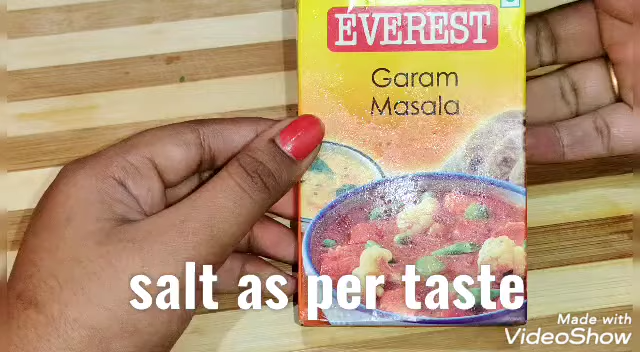 EVEREST
Garam
Masala
salt as per taste
Made with
VideoShow